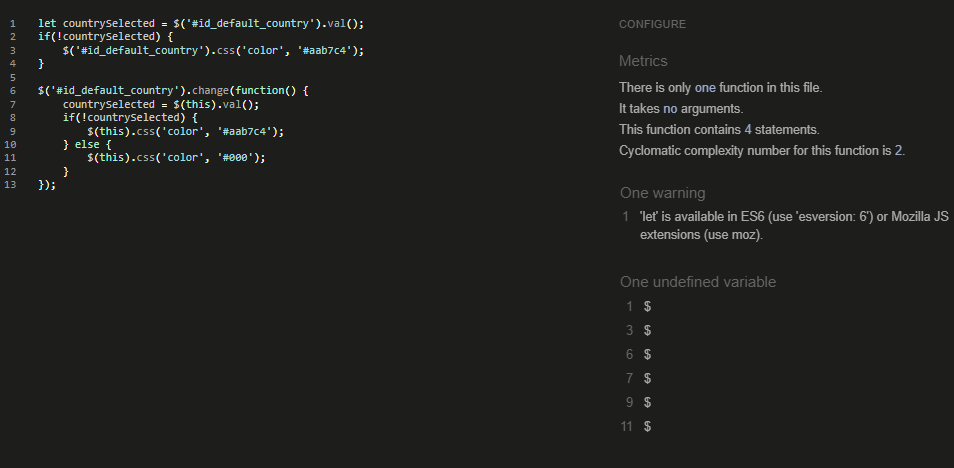 1 let countrySelected = $('#id_default_country').val();
2 if(!countrySelected) {
3 $('#id_default_country').css('color', '#aab7c4');
4 }
5
6 $('#id_default_country').change(function() {
7 countrySelected = $(this).val();
8 if(!countrySelected) {
9 $(this).css('color', '#aab7c4');
10 } else {
11 $(this).css('color', '#000');
12 }
13 });
CONFIGURE
Metrics
There is only one function in this file.
It takes no arguments.
This function contains 4 statements.
Cyclomatic complexity number for this function is 2.
One warning
1 'let' is available in ES6 (use 'esversion: 6') or Mozilla JS
extensions (use moz).
One undefined variable
1 $
3 $
6 $
7 $
9 $
11 $